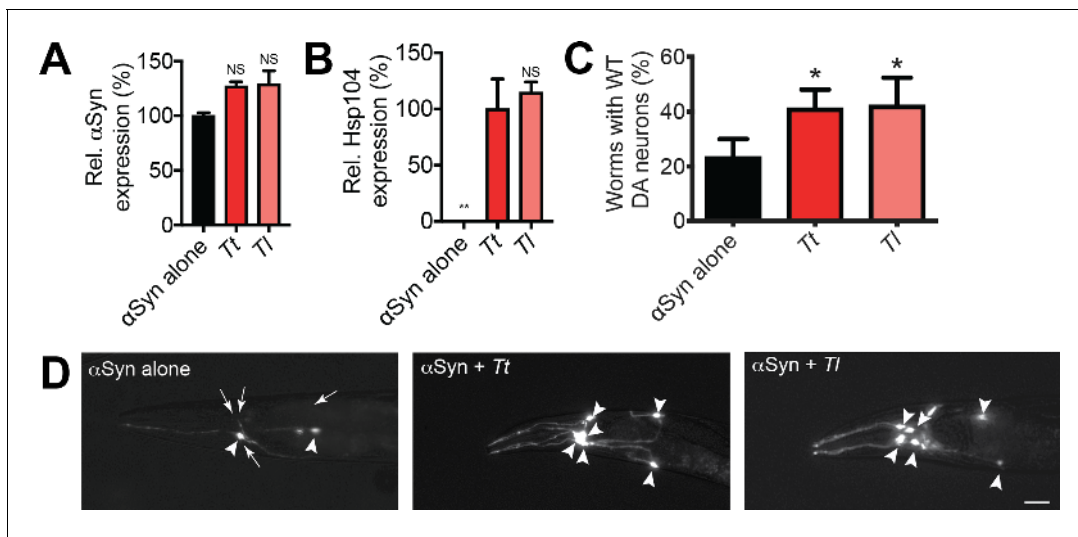 A
Rel. αSyn
expression (%)
150
100
50
0
NS
NS
αSyn alone
Tt
Tl
B
Rel. Hsp104
expression (%)
150
100
50
0
**
NS
αSyn alone
Tt
Tl
C
Worms with WT
DA neurons (%)
60
40
20
0
*
*
αSyn alone
Tt
Tl
D
αSyn alone
αSyn + Tt
αSyn + Tl